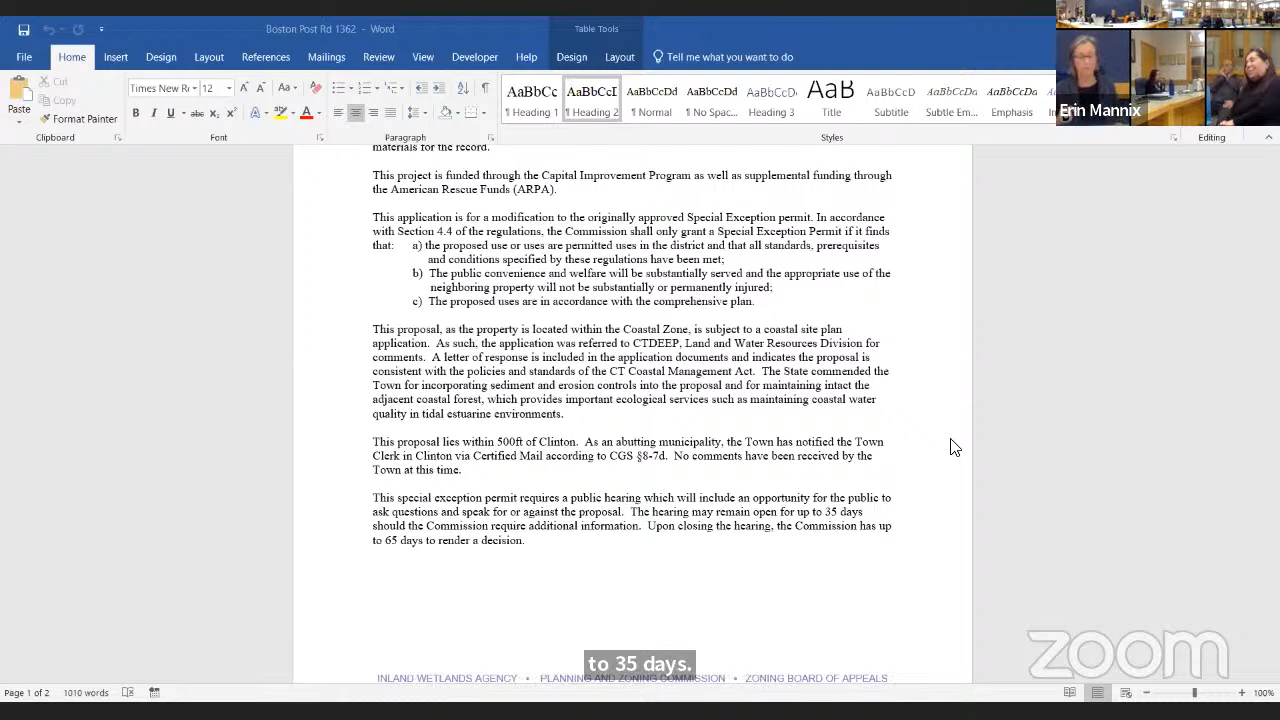 Boston Post Rd 1362 - Word
Table Tools
File Home Insert Design Layout References Mailings Review View Developer Help Design Layout Tell me what you want to do
Erin Mannix
Paste
Cut
Copy
Format Painter
Times New Ro 12
AaBbCc AaBbCcI AaBbCcDd AaBbCcDd AaBbCcDd AaB AaBbCcD AaBbCcDd AaBbCcDd
¶ Heading 1 ¶ Heading 2 ¶ Normal ¶ No Spac... Heading 3 Title Subtitle Subtle Em... Emphasis
Clipboard Font Paragraph Styles Editing
materials for the record.
This project is funded through the Capital Improvement Program as well as supplemental funding through
the American Rescue Funds (ARPA).
This application is for a modification to the originally approved Special Exception permit. In accordance
with Section 4.4 of the regulations, the Commission shall only grant a Special Exception Permit if it finds
that: a) the proposed use or uses are permitted uses in the district and that all standards, prerequisites
and conditions specified by these regulations have been met;
b) The public convenience and welfare will be substantially served and the appropriate use of the
neighboring property will not be substantially or permanently injured;
c) The proposed uses are in accordance with the comprehensive plan.
This proposal, as the property is located within the Coastal Zone, is subject to a coastal site plan
application. As such, the application was referred to CTDEEP, Land and Water Resources Division for
comments. A letter of response is included in the application documents and indicates the proposal is
consistent with the policies and standards of the CT Coastal Management Act. The State commended the
Town for incorporating sediment and erosion controls into the proposal and for maintaining intact the
adjacent coastal forest, which provides important ecological services such as maintaining coastal water
quality in tidal estuarine environments.
This proposal lies within 500ft of Clinton. As an abutting municipality, the Town has notified the Town
Clerk in Clinton via Certified Mail according to CGS §8-7d. No comments have been received by the
Town at this time.
This special exception permit requires a public hearing which will include an opportunity for the public to
ask questions and speak for or against the proposal. The hearing may remain open for up to 35 days
should the Commission require additional information. Upon closing the hearing, the Commission has up
to 65 days to render a decision.
zoom
to 35 days.
INLAND WETLANDS AGENCY • PLANNING AND ZONING COMMISSION • ZONING BOARD OF APPEALS
Page 1 of 2 1010 words 100%